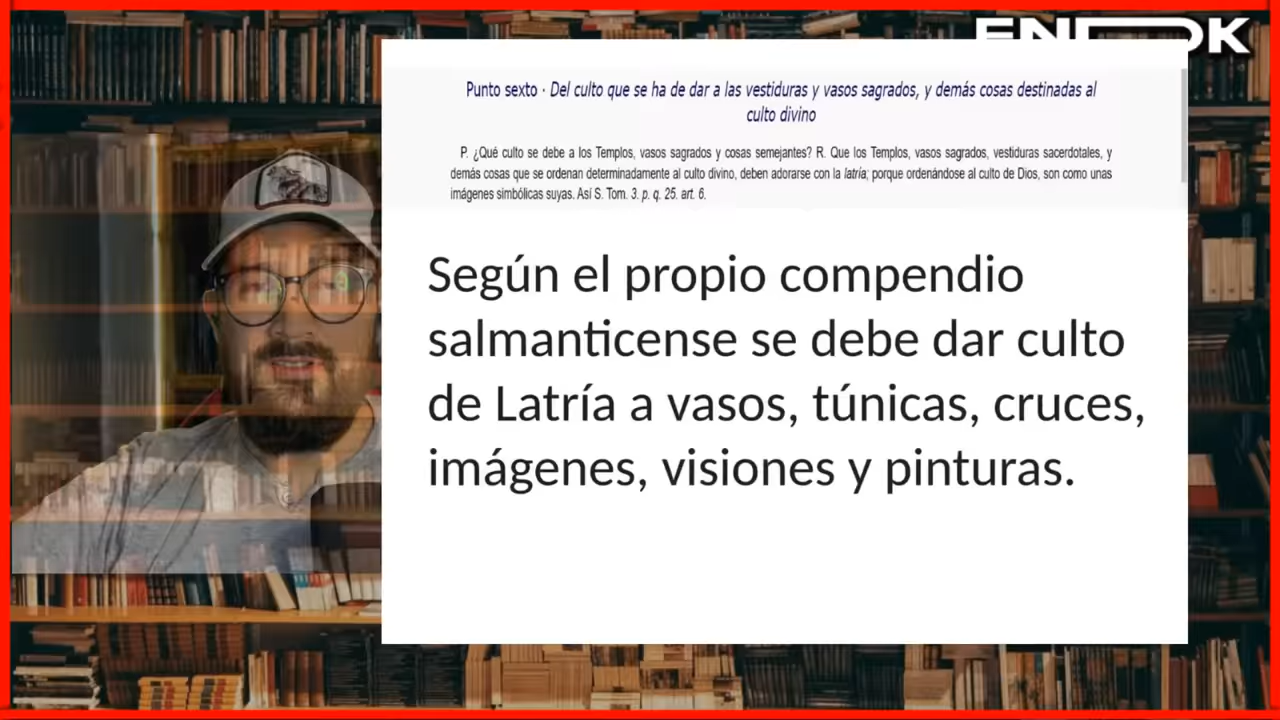 Punto sexto · Del culto que se ha de dar a las vestiduras y vasos sagrados, y demás cosas destinadas al
culto divino
P. ¿Qué culto se debe a los Templos, vasos sagrados y cosas semejantes? R. Que los Templos, vasos sagrados, vestiduras sacerdotales, y
demás cosas que se ordenan determinadamente al culto divino, deben adorarse con la latría; porque ordenándose al culto de Dios, son como unas
imágenes simbólicas suyas. Así S. Tom. 3. p. q. 25. art. 6.
Según el propio compendio
salmanticense se debe dar culto
de Latría a vasos, túnicas, cruces,
imágenes, visiones y pinturas.